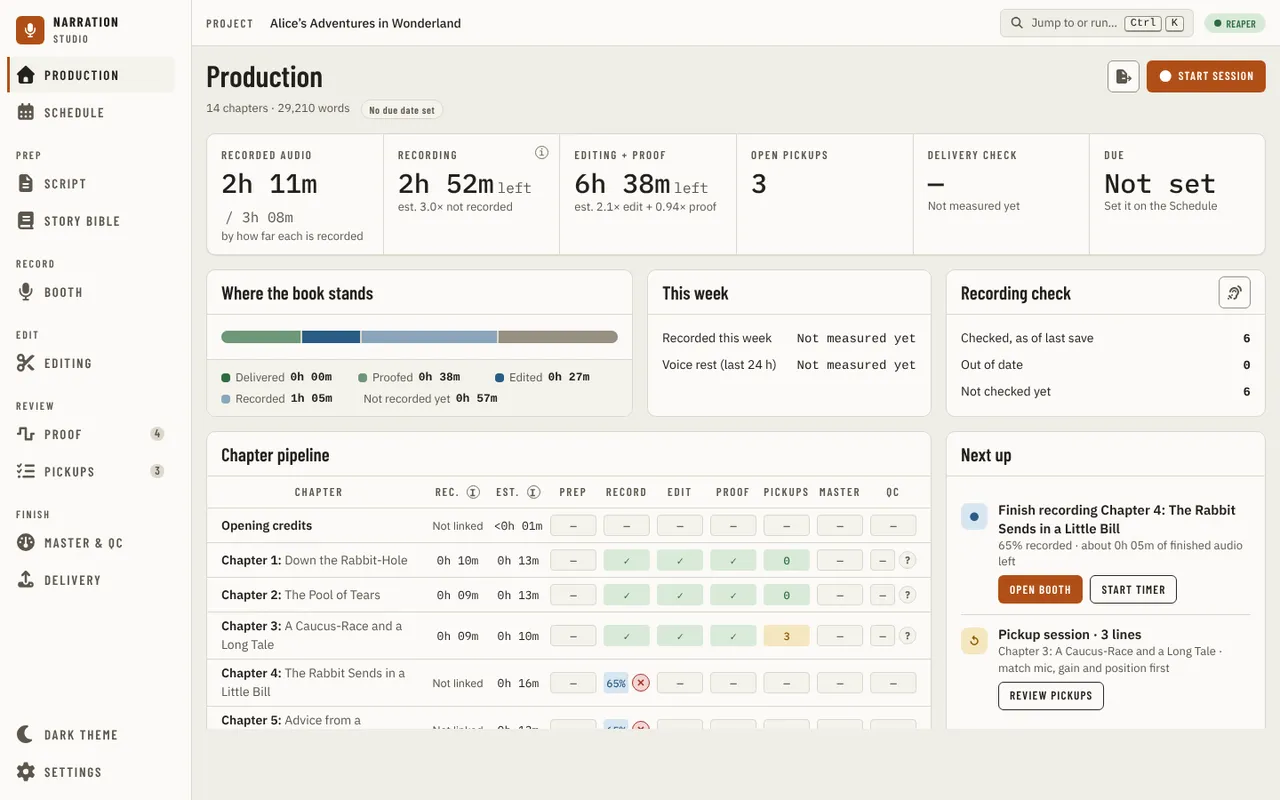 NARRATION
STUDIO
PRODUCTION
SCHEDULE
PREP
SCRIPT
STORY BIBLE
RECORD
BOOTH
EDIT
EDITING
REVIEW
PROOF 4
PICKUPS 3
FINISH
MASTER & QC
DELIVERY
DARK THEME
SETTINGS
PROJECT Alice’s Adventures in Wonderland
Jump to or run... Ctrl K
REAPER
Production
14 chapters · 29,210 words No due date set
START SESSION
RECORDED AUDIO
2h 11m
/ 3h 08m
by how far each is recorded
RECORDING
2h 52m left
est. 3.0× not recorded
EDITING + PROOF
6h 38m left
est. 2.1× edit + 0.94× proof
OPEN PICKUPS
3
DELIVERY CHECK
—
Not measured yet
DUE
Not set
Set it on the Schedule
Where the book stands
Delivered 0h 00m Proofed 0h 38m Edited 0h 27m
Recorded 1h 05m Not recorded yet 0h 57m
This week
Recorded this week Not measured yet
Voice rest (last 24 h) Not measured yet
Recording check
Checked, as of last save 6
Out of date 0
Not checked yet 6
Chapter pipeline
CHAPTER REC. EST. PREP RECORD EDIT PROOF PICKUPS MASTER QC
Opening credits Not linked <0h 01m — — — — — — —
Chapter 1: Down the Rabbit-Hole 0h 10m 0h 13m — ✓ ✓ ✓ 0 — — ?
Chapter 2: The Pool of Tears 0h 09m 0h 13m — ✓ ✓ ✓ 0 — — ?
Chapter 3: A Caucus-Race and a
Long Tale 0h 09m 0h 10m — ✓ ✓ ✓ 3 — — ?
Chapter 4: The Rabbit Sends in a
Little Bill Not linked 0h 16m — 65% — — — — —
Chapter 5: Advice from a
Next up
Finish recording Chapter 4: The Rabbit
Sends in a Little Bill
65% recorded · about 0h 05m of finished audio
left
OPEN BOOTH START TIMER
Pickup session · 3 lines
Chapter 3: A Caucus-Race and a Long Tale ·
match mic, gain and position first
REVIEW PICKUPS